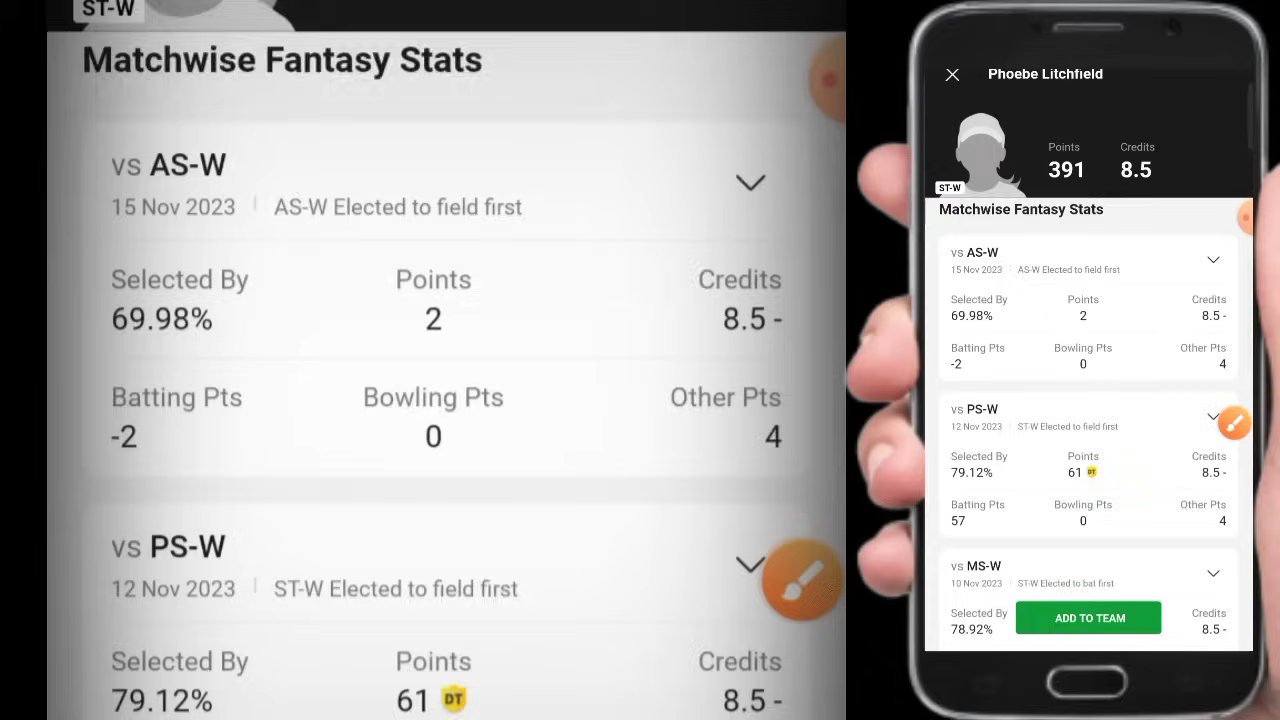 ST-W
Matchwise Fantasy Stats
vs AS-W
15 Nov 2023 | AS-W Elected to field first
Selected By Points Credits
69.98% 2 8.5 -
Batting Pts Bowling Pts Other Pts
-2 0 4
vs PS-W
12 Nov 2023 | ST-W Elected to field first
Selected By Points Credits
79.12% 61 DT 8.5 -
Phoebe Litchfield
Points Credits
391 8.5
ST-W
Matchwise Fantasy Stats
vs AS-W
15 Nov 2023 | AS-W Elected to field first
Selected By Points Credits
69.98% 2 8.5 -
Batting Pts Bowling Pts Other Pts
-2 0 4
vs PS-W
12 Nov 2023 | ST-W Elected to field first
Selected By Points Credits
79.12% 61 DT 8.5 -
Batting Pts Bowling Pts Other Pts
57 0 4
vs MS-W
10 Nov 2023 | ST-W Elected to bat first
Selected By Credits
78.92% 8.5 -
ADD TO TEAM